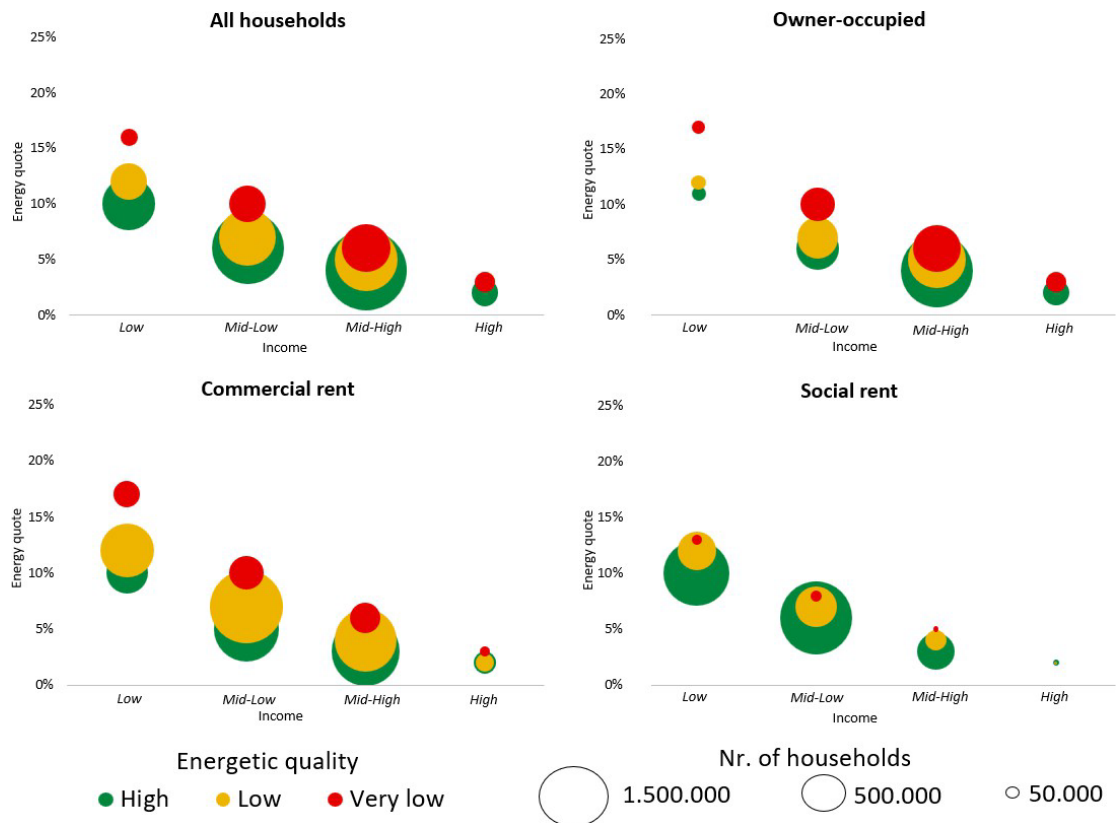 All households
25%
20%
15%
10%
5%
0%
Energy quote
Low Mid-Low Mid-High High
Income
Owner-occupied
25%
20%
15%
10%
5%
0%
Energy quote
Low Mid-Low Mid-High High
Income
Commercial rent
25%
20%
15%
10%
5%
0%
Energy quote
Low Mid-Low Mid-High High
Income
Social rent
25%
20%
15%
10%
5%
0%
Energy quote
Low Mid-Low Mid-High High
Income
Energetic quality
High Low Very low
Nr. of households
1.500.000 500.000 50.000